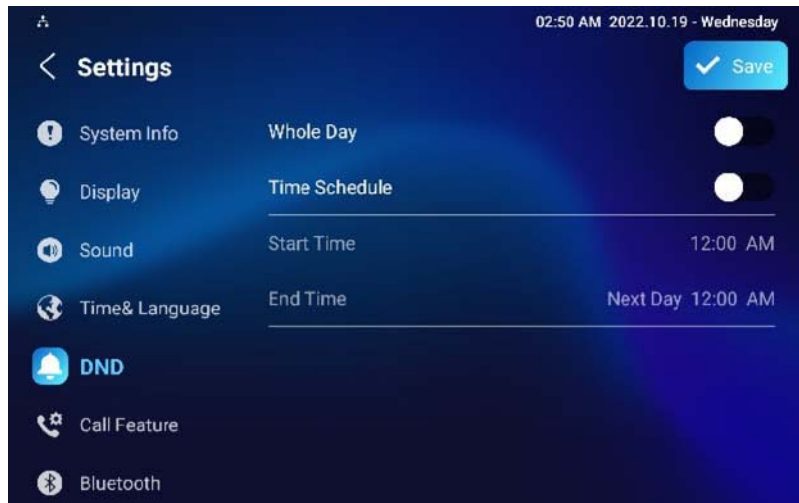 02:50 AM 2022.10.19 - Wednesday
Settings
Save
System Info
Display
Sound
Time& Language
DND
Call Feature
Bluetooth
Whole Day
Time Schedule
Start Time 12:00 AM
End Time Next Day 12:00 AM